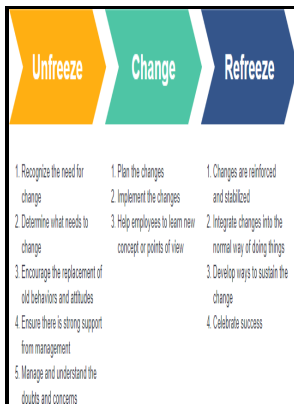 Unfreeze
Change
Refreeze
1. Recognize the need for
change
2. Determine what needs to
change
3. Encourage the replacement of
old behaviors and attitudes
4. Ensure there is strong support
from management
5. Manage and understand the
doubts and concerns
1. Plan the changes
2. Implement the changes
3. Help employees to learn new
concept or points of view
1. Changes are reinforced
and stabilized
2. Integrate changes into the
normal way of doing things
3. Develop ways to sustain the
change
4. Celebrate success